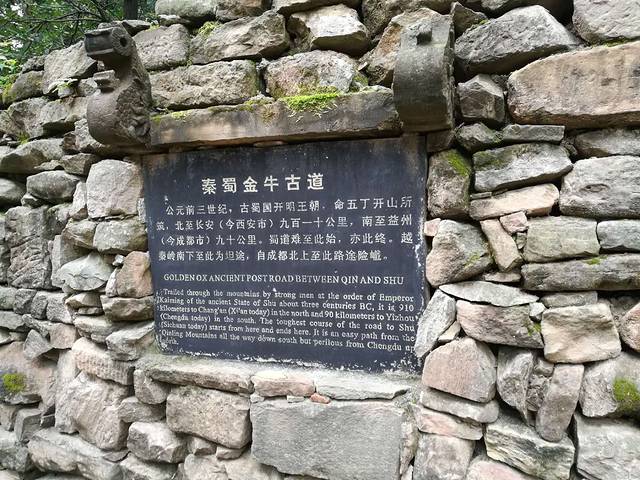 秦蜀金牛古道
公元前三世纪，古蜀国开明王朝，命五丁开山所
筑，北至长安（今西安市）九百一十公里，南至益州
（今成都市）九十公里。蜀道难至此始，亦此终。越
秦岭南下至此为坦途，自成都北上至此路险巇。
GOLDEN OX ANCIENT POST ROAD BETWEEN QIN AND SHU
Trailed through the mountains by strong men at the order of Emperor
Kaiming of the ancient State of Shu about three centuries BC, it is 910
kilometers to Chang'an (Xi'an today) in the north and 90 kilometers to Yizhou
(Chengdu today) in the south. The toughest course of the road to Shu
(Sichuan today) starts from here and ends here. It is an easy path from the
Qinling Mountains all the way down south but perilous from Chengdu up
north.